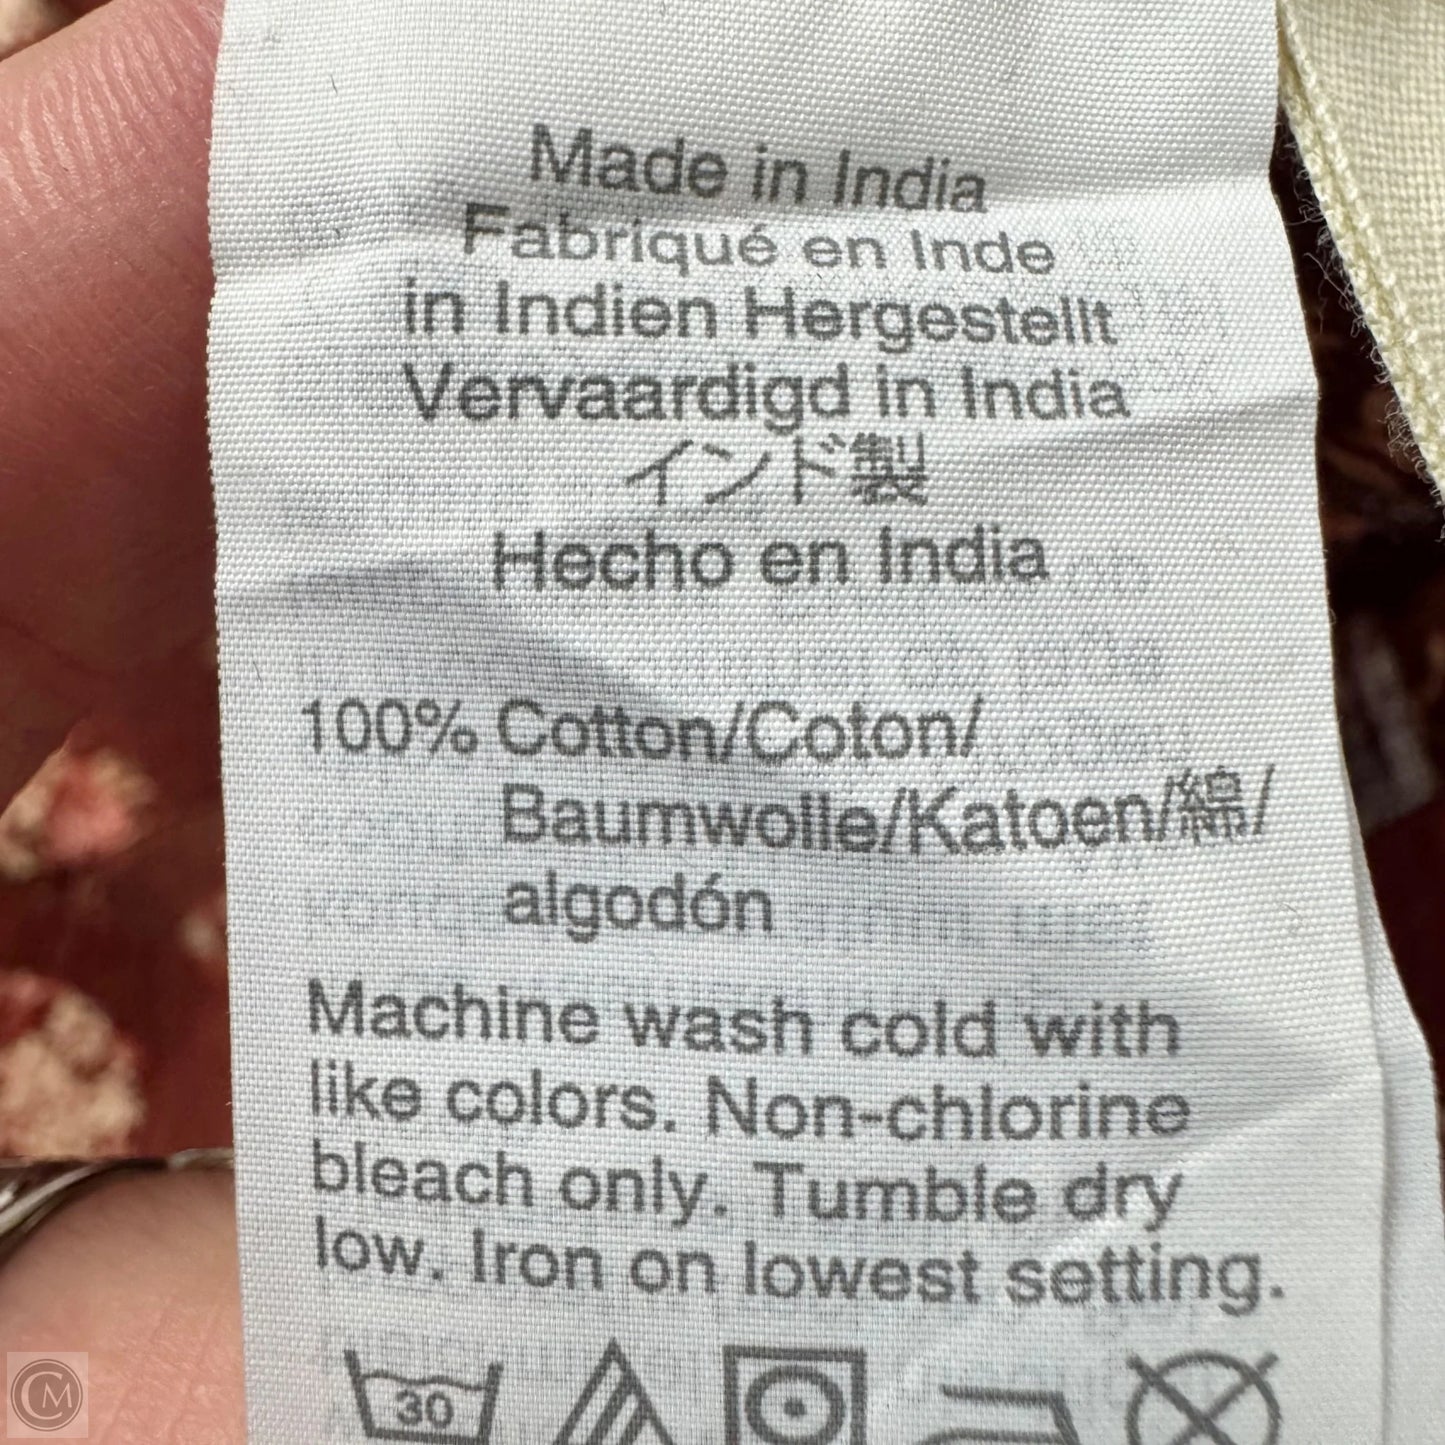 Made in India
Fabriqué en Inde
in Indien Hergestellt
Vervaardigd in India
インド製
Hecho en India
100% Cotton/Coton/
Baumwolle/Katoen/綿/
algodón
Machine wash cold with
like colors. Non-chlorine
bleach only. Tumble dry
low. Iron on lowest setting.
30
CM